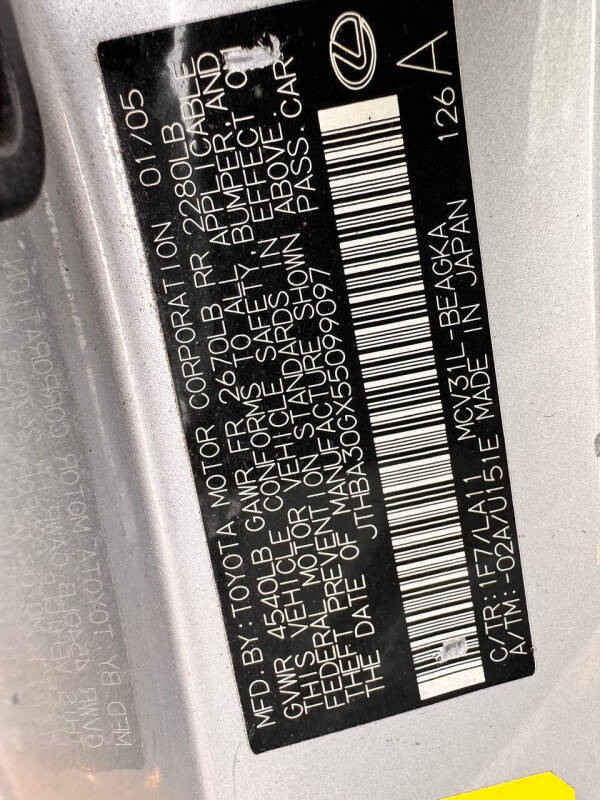 MFD. BY: TOYOTA MOTOR CORPORATION 01/05
GVWR 4540LB GAWR FR 2670LB RR 2280LB
THIS VEHICLE CONFORMS TO ALL APPLICABLE
FEDERAL MOTOR VEHICLE SAFETY, BUMPER, AND
THEFT PREVENTION STANDARDS IN EFFECT ON
THE DATE OF MANUFACTURE SHOWN ABOVE.
JTHBA30GX55099097 PASS. CAR
C/TR: 1F7/LA11 MCV31L-BEAGKA 126 A
A/TM: -02A/U151E MADE IN JAPAN